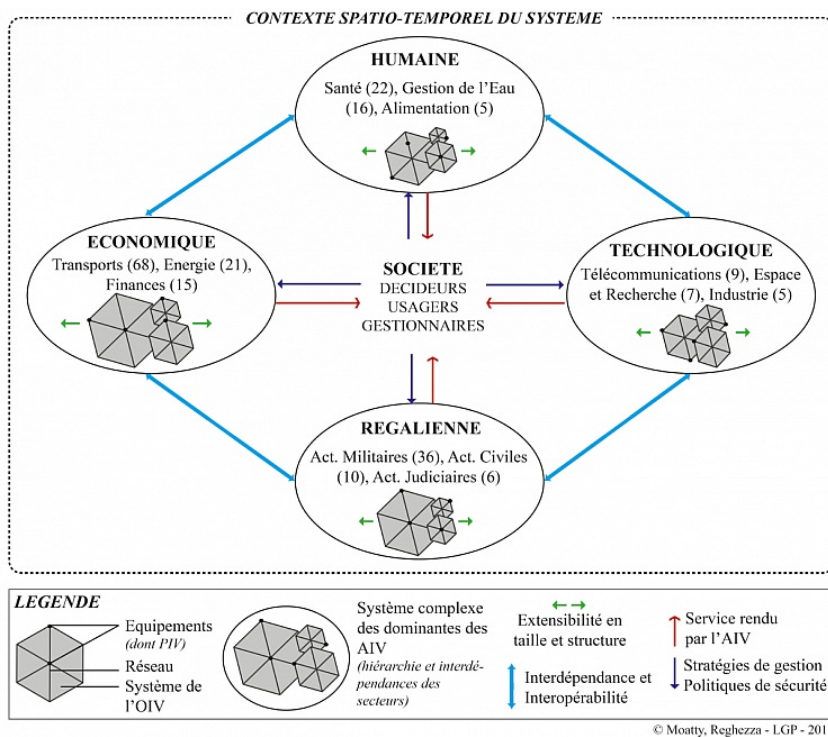 CONTEXTE SPATIO-TEMPOREL DU SYSTEME
HUMAINE
Santé (22), Gestion de l'Eau
(16), Alimentation (5)
ECONOMIQUE
Transports (68), Energie (21),
Finances (15)
SOCIETE
DECIDEURS
USAGERS
GESTIONNAIRES
TECHNOLOGIQUE
Télécommunications (9), Espace
et Recherche (7), Industrie (5)
REGALIENNE
Act. Militaires (36), Act. Civiles
(10), Act. Judiciaires (6)
LEGENDE
Equipements
(dont PIV)
Réseau
Système de
l'OIV
Système complexe
des dominantes des
AIV
(hiérarchie et interdé-
pendances des
secteurs)
Extensibilité en
taille et structure
Interdépendance et
Interopérabilité
Service rendu
par l'AIV
Stratégies de gestion
Politiques de sécurité
© Moatty, Reghezza - LGP -